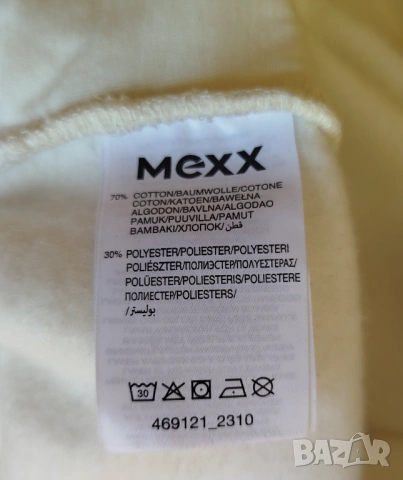 mexx
70% COTTON/BAUMWOLLE/COTONE
COTON/KATOEN/BAWEŁNA
ALGODON/BAVLNA/ALGODAO
PAMUK/PUUVILLA/PAMUT
BAMBAKI/ХЛОПОК/قطن
30% POLYESTER/POLIESTER/POLYESTERI
POLIÉSZTER/ПОЛИЭСТЕР/ΠΟΛΥΕΣΤΕΡΑΣ/
POLÜESTER/POLIESTERIS/POLIESTERE
ПОЛИЕСТЕР/POLIESTERS/
/بوليستر
30
469121_2310
BAZAR